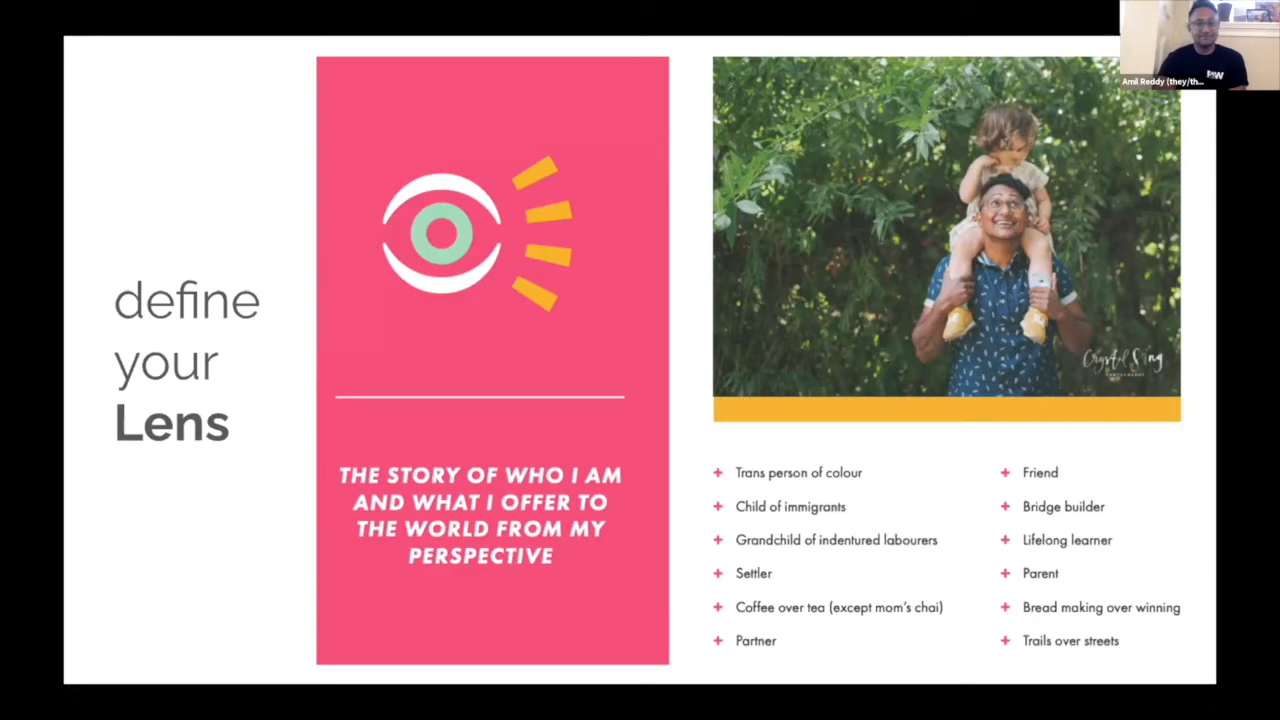 define
your
Lens
THE STORY OF WHO I AM
AND WHAT I OFFER TO
THE WORLD FROM MY
PERSPECTIVE
Trans person of colour
Child of immigrants
Grandchild of indentured labourers
Settler
Coffee over tea (except mom's chai)
Partner
Friend
Bridge builder
Lifelong learner
Parent
Bread making over winning
Trails over streets
Amil Reddy (they/th...